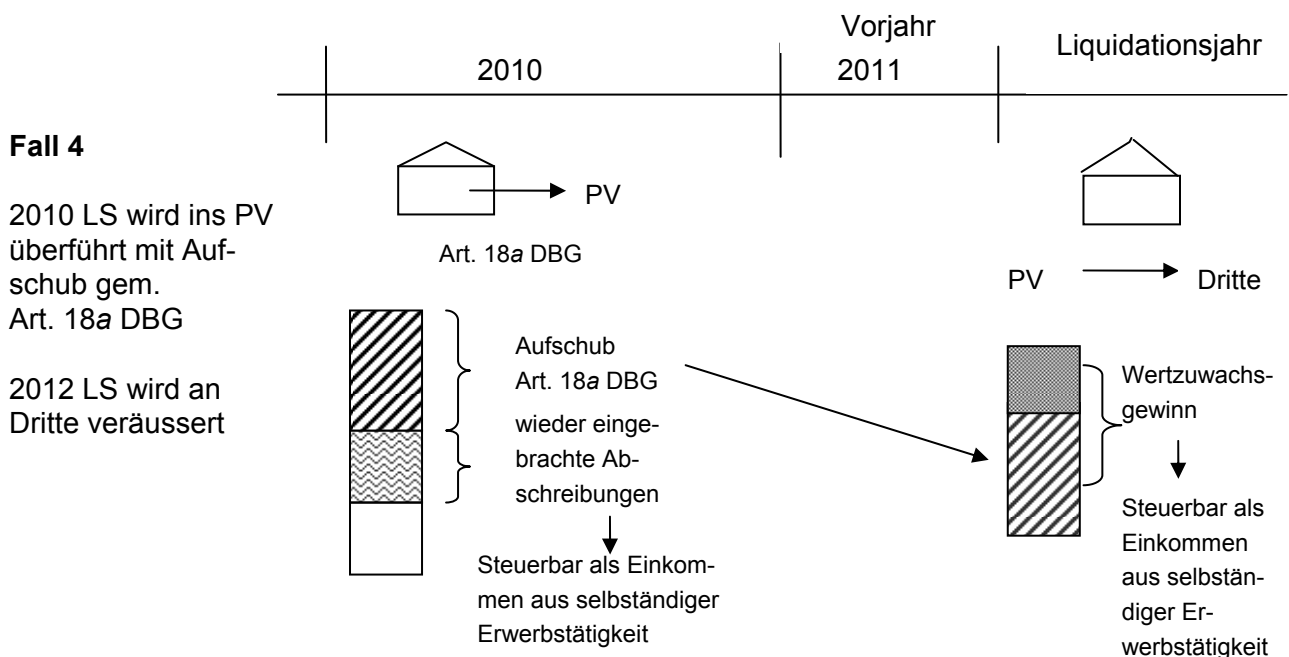 Vorjahr
Liquidationsjahr
2010
2011
Fall 4
2010 LS wird ins PV
überführt mit Auf-
schub gem.
Art. 18a DBG
2012 LS wird an
Dritte veräussert
PV
Art. 18a DBG
Aufschub
Art. 18a DBG
wieder einge-
brachte Ab-
schreibungen
Steuerbar als Einkom-
men aus selbständiger
Erwerbstätigkeit
PV
Dritte
Wertzuwachs-
gewinn
Steuerbar als
Einkommen
aus selbstän-
diger Er-
werbstätigkeit